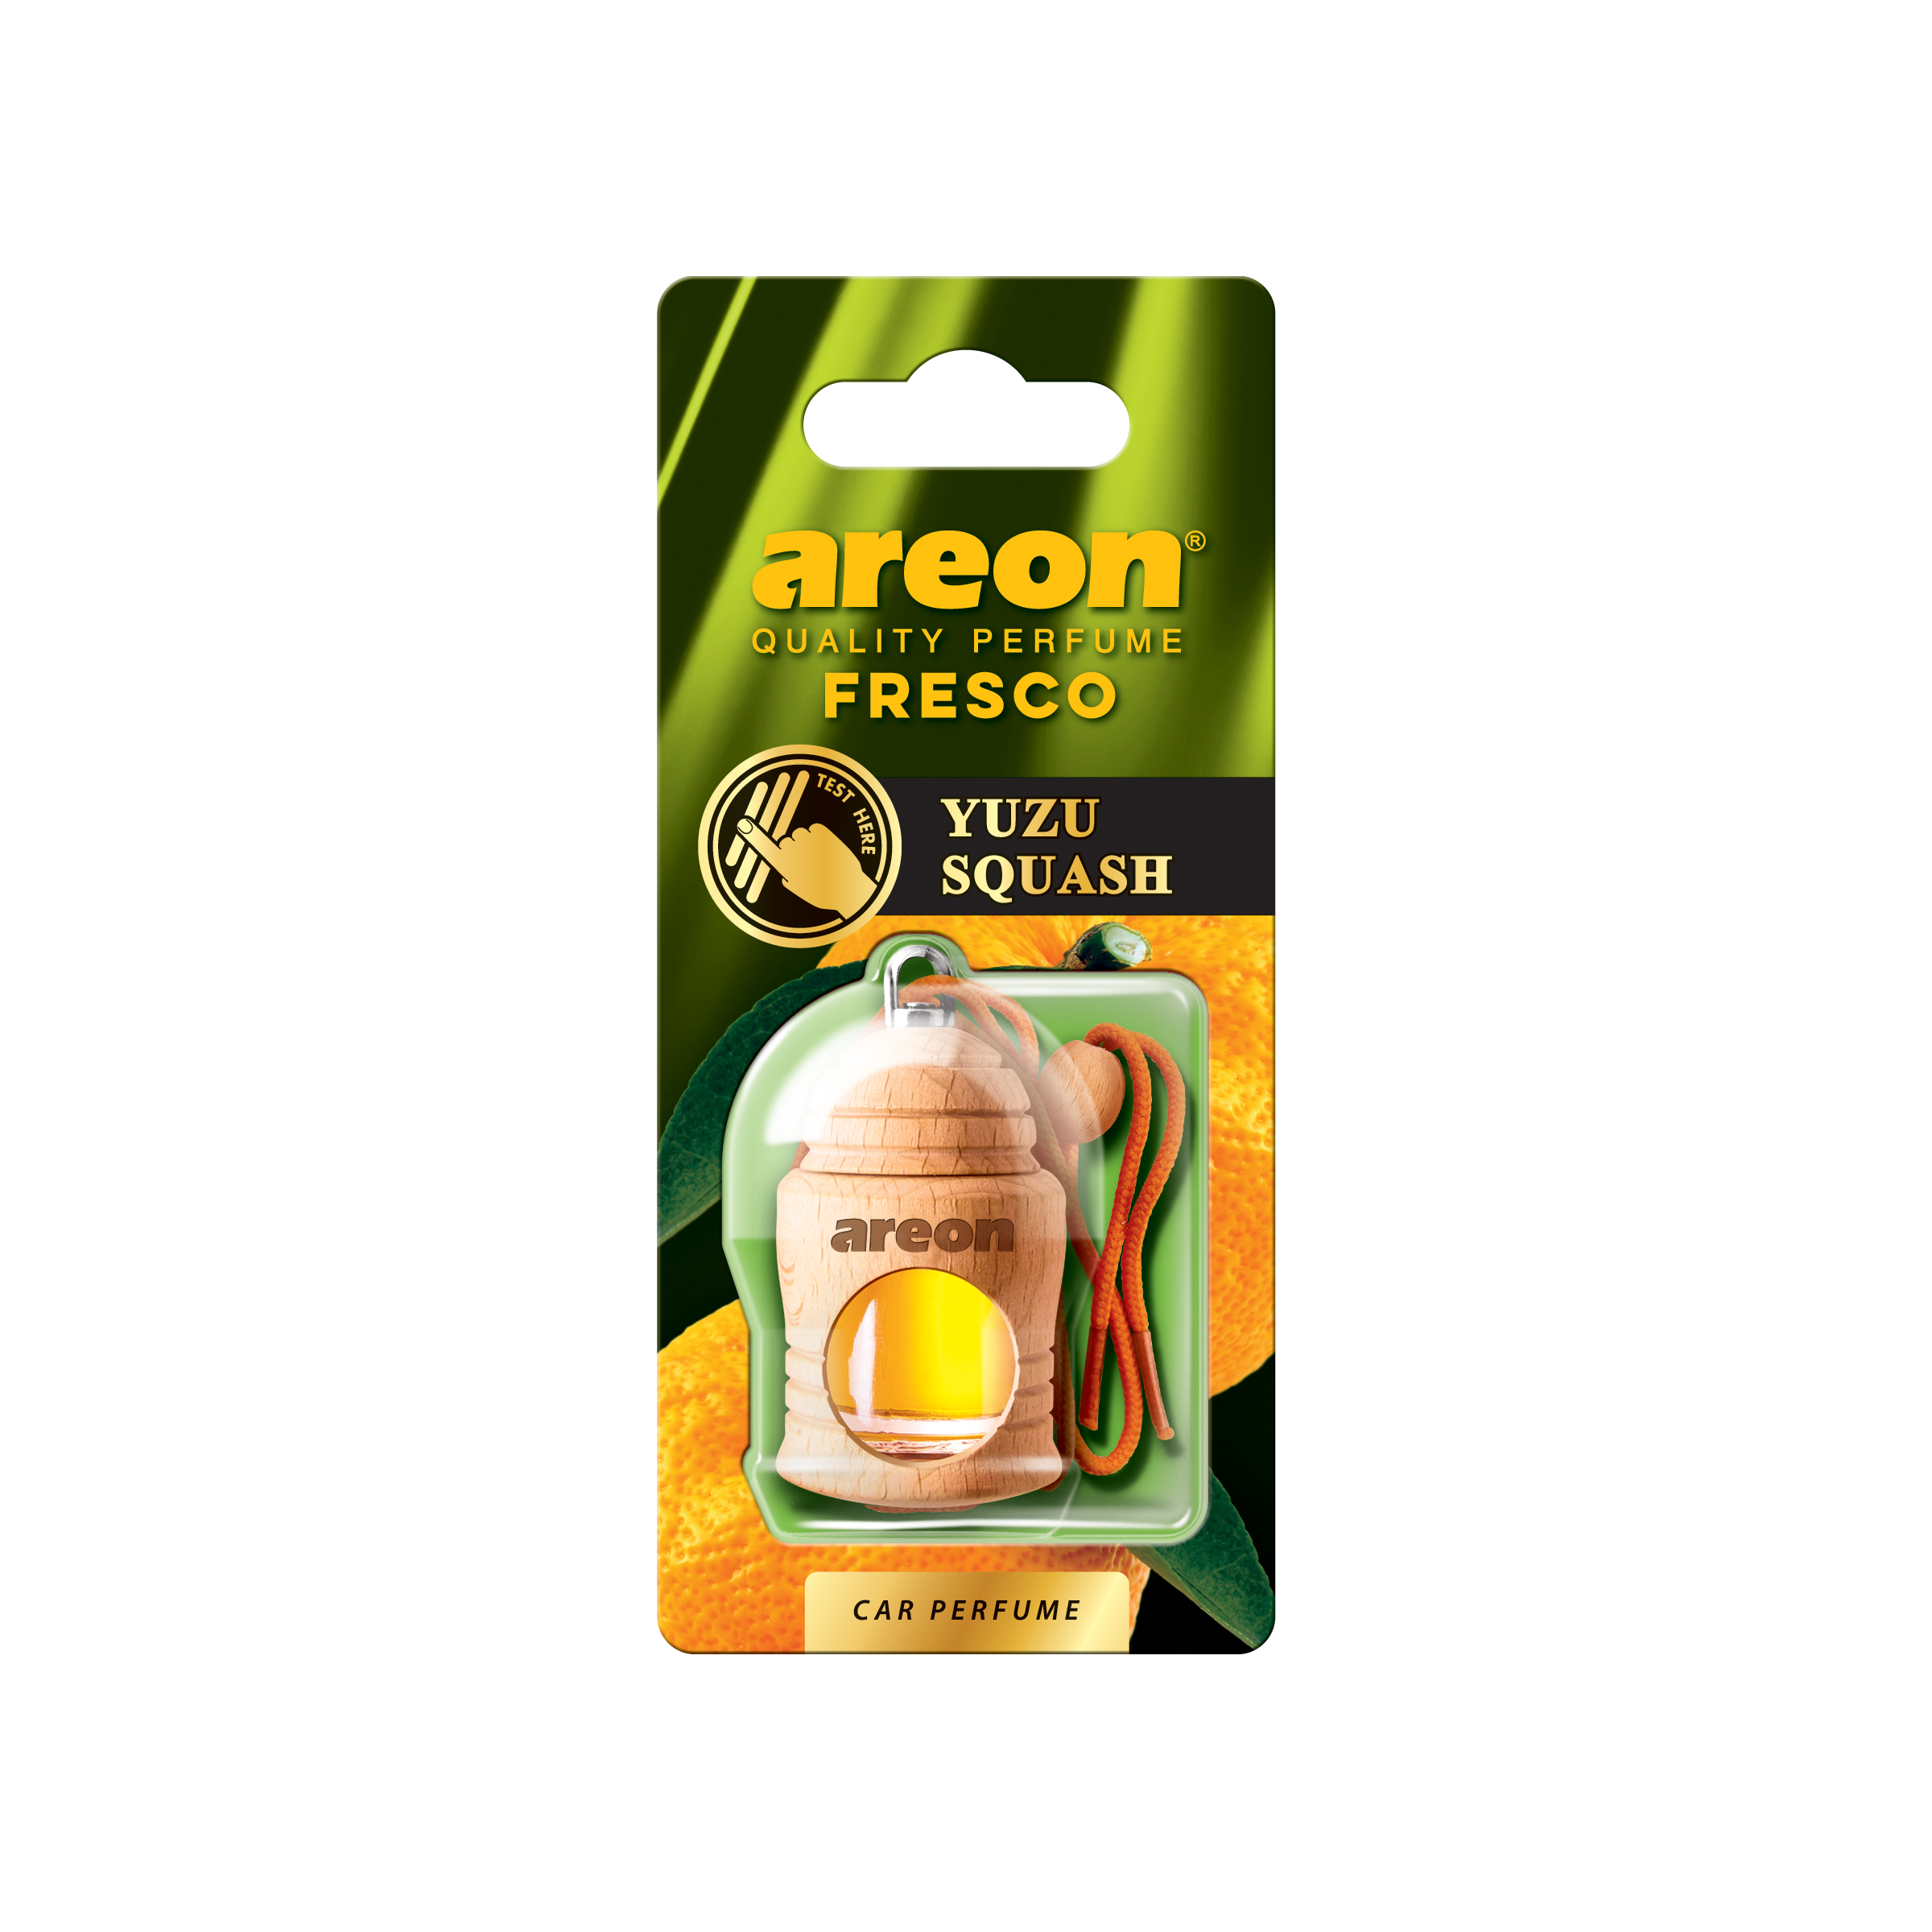 areon®
QUALITY PERFUME
FRESCO
TEST HERE
YUZU
SQUASH
areon
CAR PERFUME